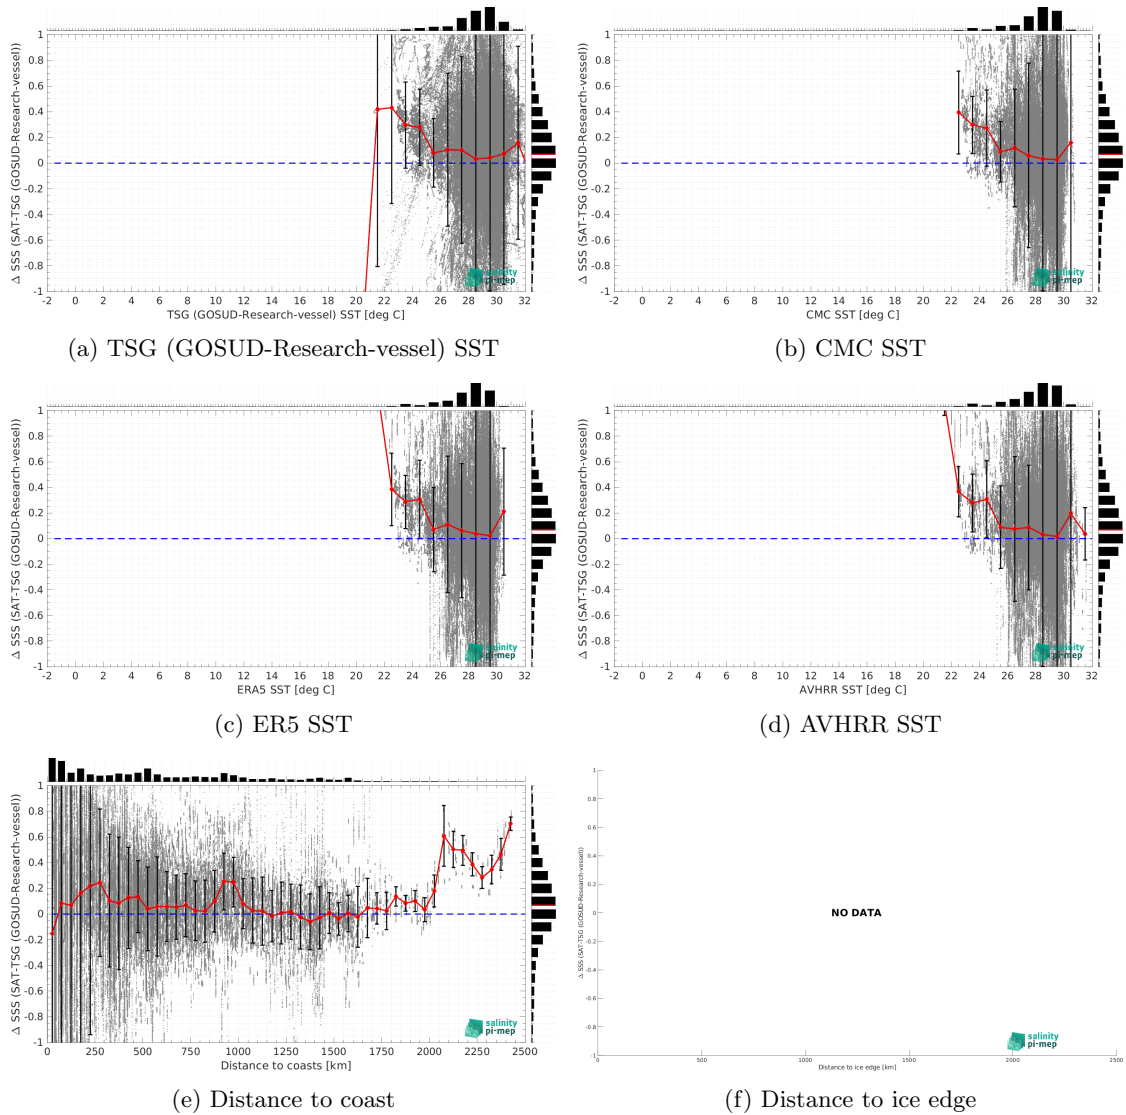 1
0.8
0.6
0.4
0.2
0
-0.2
-0.4
-0.6
-0.8
-1
Δ SSS (SAT-TSG (GOSUD-Research-vessel))
-2 0 2 4 6 8 10 12 14 16 18 20 22 24 26 28 30 32
TSG (GOSUD-Research-vessel) SST [deg C]
salinity
pi-mep
(a) TSG (GOSUD-Research-vessel) SST
1
0.8
0.6
0.4
0.2
0
-0.2
-0.4
-0.6
-0.8
-1
Δ SSS (SAT-TSG (GOSUD-Research-vessel))
-2 0 2 4 6 8 10 12 14 16 18 20 22 24 26 28 30 32
CMC SST [deg C]
salinity
pi-mep
(b) CMC SST
1
0.8
0.6
0.4
0.2
0
-0.2
-0.4
-0.6
-0.8
-1
Δ SSS (SAT-TSG (GOSUD-Research-vessel))
-2 0 2 4 6 8 10 12 14 16 18 20 22 24 26 28 30 32
ERA5 SST [deg C]
salinity
pi-mep
(c) ER5 SST
1
0.8
0.6
0.4
0.2
0
-0.2
-0.4
-0.6
-0.8
-1
Δ SSS (SAT-TSG (GOSUD-Research-vessel))
-2 0 2 4 6 8 10 12 14 16 18 20 22 24 26 28 30 32
AVHRR SST [deg C]
salinity
pi-mep
(d) AVHRR SST
1
0.8
0.6
0.4
0.2
0
-0.2
-0.4
-0.6
-0.8
-1
Δ SSS (SAT-TSG (GOSUD-Research-vessel))
0 250 500 750 1000 1250 1500 1750 2000 2250 2500
Distance to coasts [km]
salinity
pi-mep
(e) Distance to coast
1
0.8
0.6
0.4
0.2
0
-0.2
-0.4
-0.6
-0.8
-1
Δ SSS (SAT-TSG (GOSUD-Research-vessel))
NO DATA
0 500 1000 1500 2000 2500
Distance to ice edge [km]
salinity
pi-mep
(f) Distance to ice edge